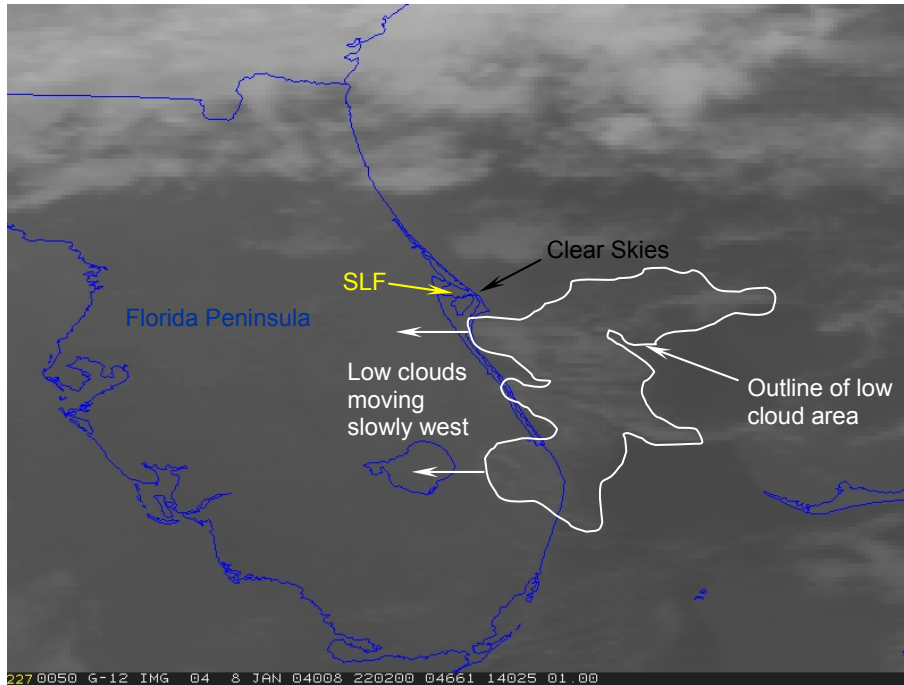 Clear Skies
SLF
Florida Peninsula
Low clouds
moving
slowly west
Outline of low
cloud area
227 0050 G-12 IMG 04 8 JAN 04008 220200 04661 14025 01.00